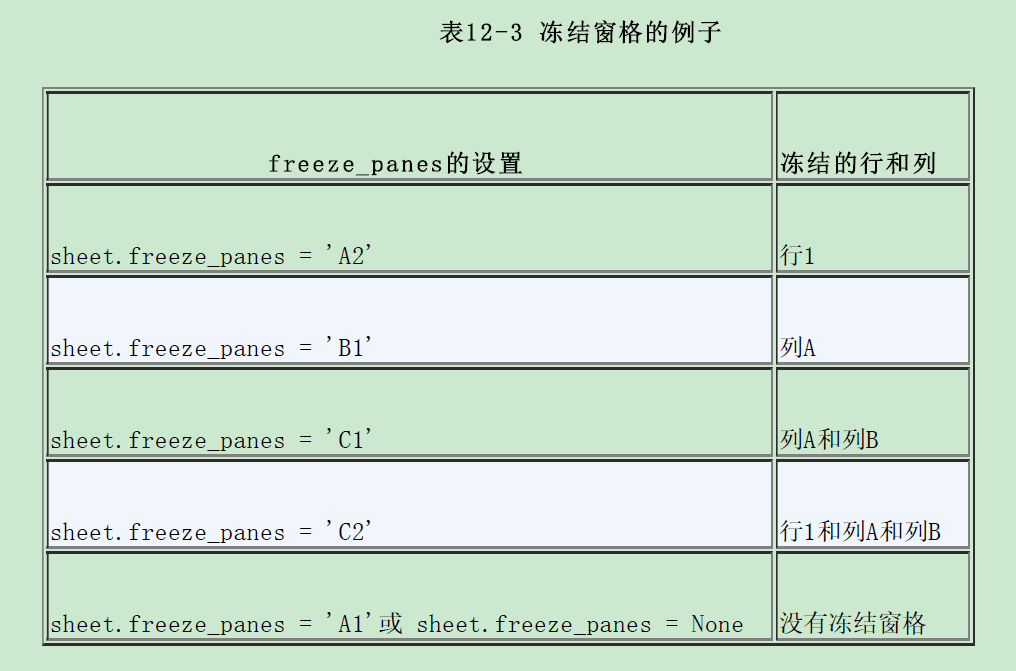 表12-3 冻结窗格的例子
freeze_panes的设置 冻结的行和列
sheet.freeze_panes = 'A2' 行1
sheet.freeze_panes = 'B1' 列A
sheet.freeze_panes = 'C1' 列A和列B
sheet.freeze_panes = 'C2' 行1和列A和列B
sheet.freeze_panes = 'A1'或 sheet.freeze_panes = None 没有冻结窗格